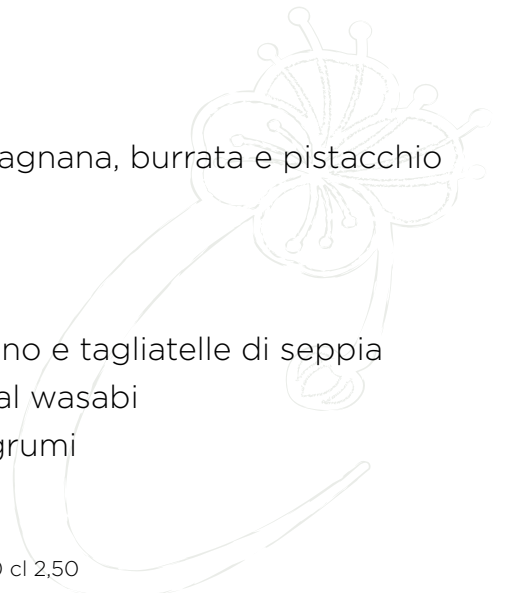 agnana, burrata e pistacchio
no e tagliatelle di seppia
al wasabi
grumi
cl 2,50